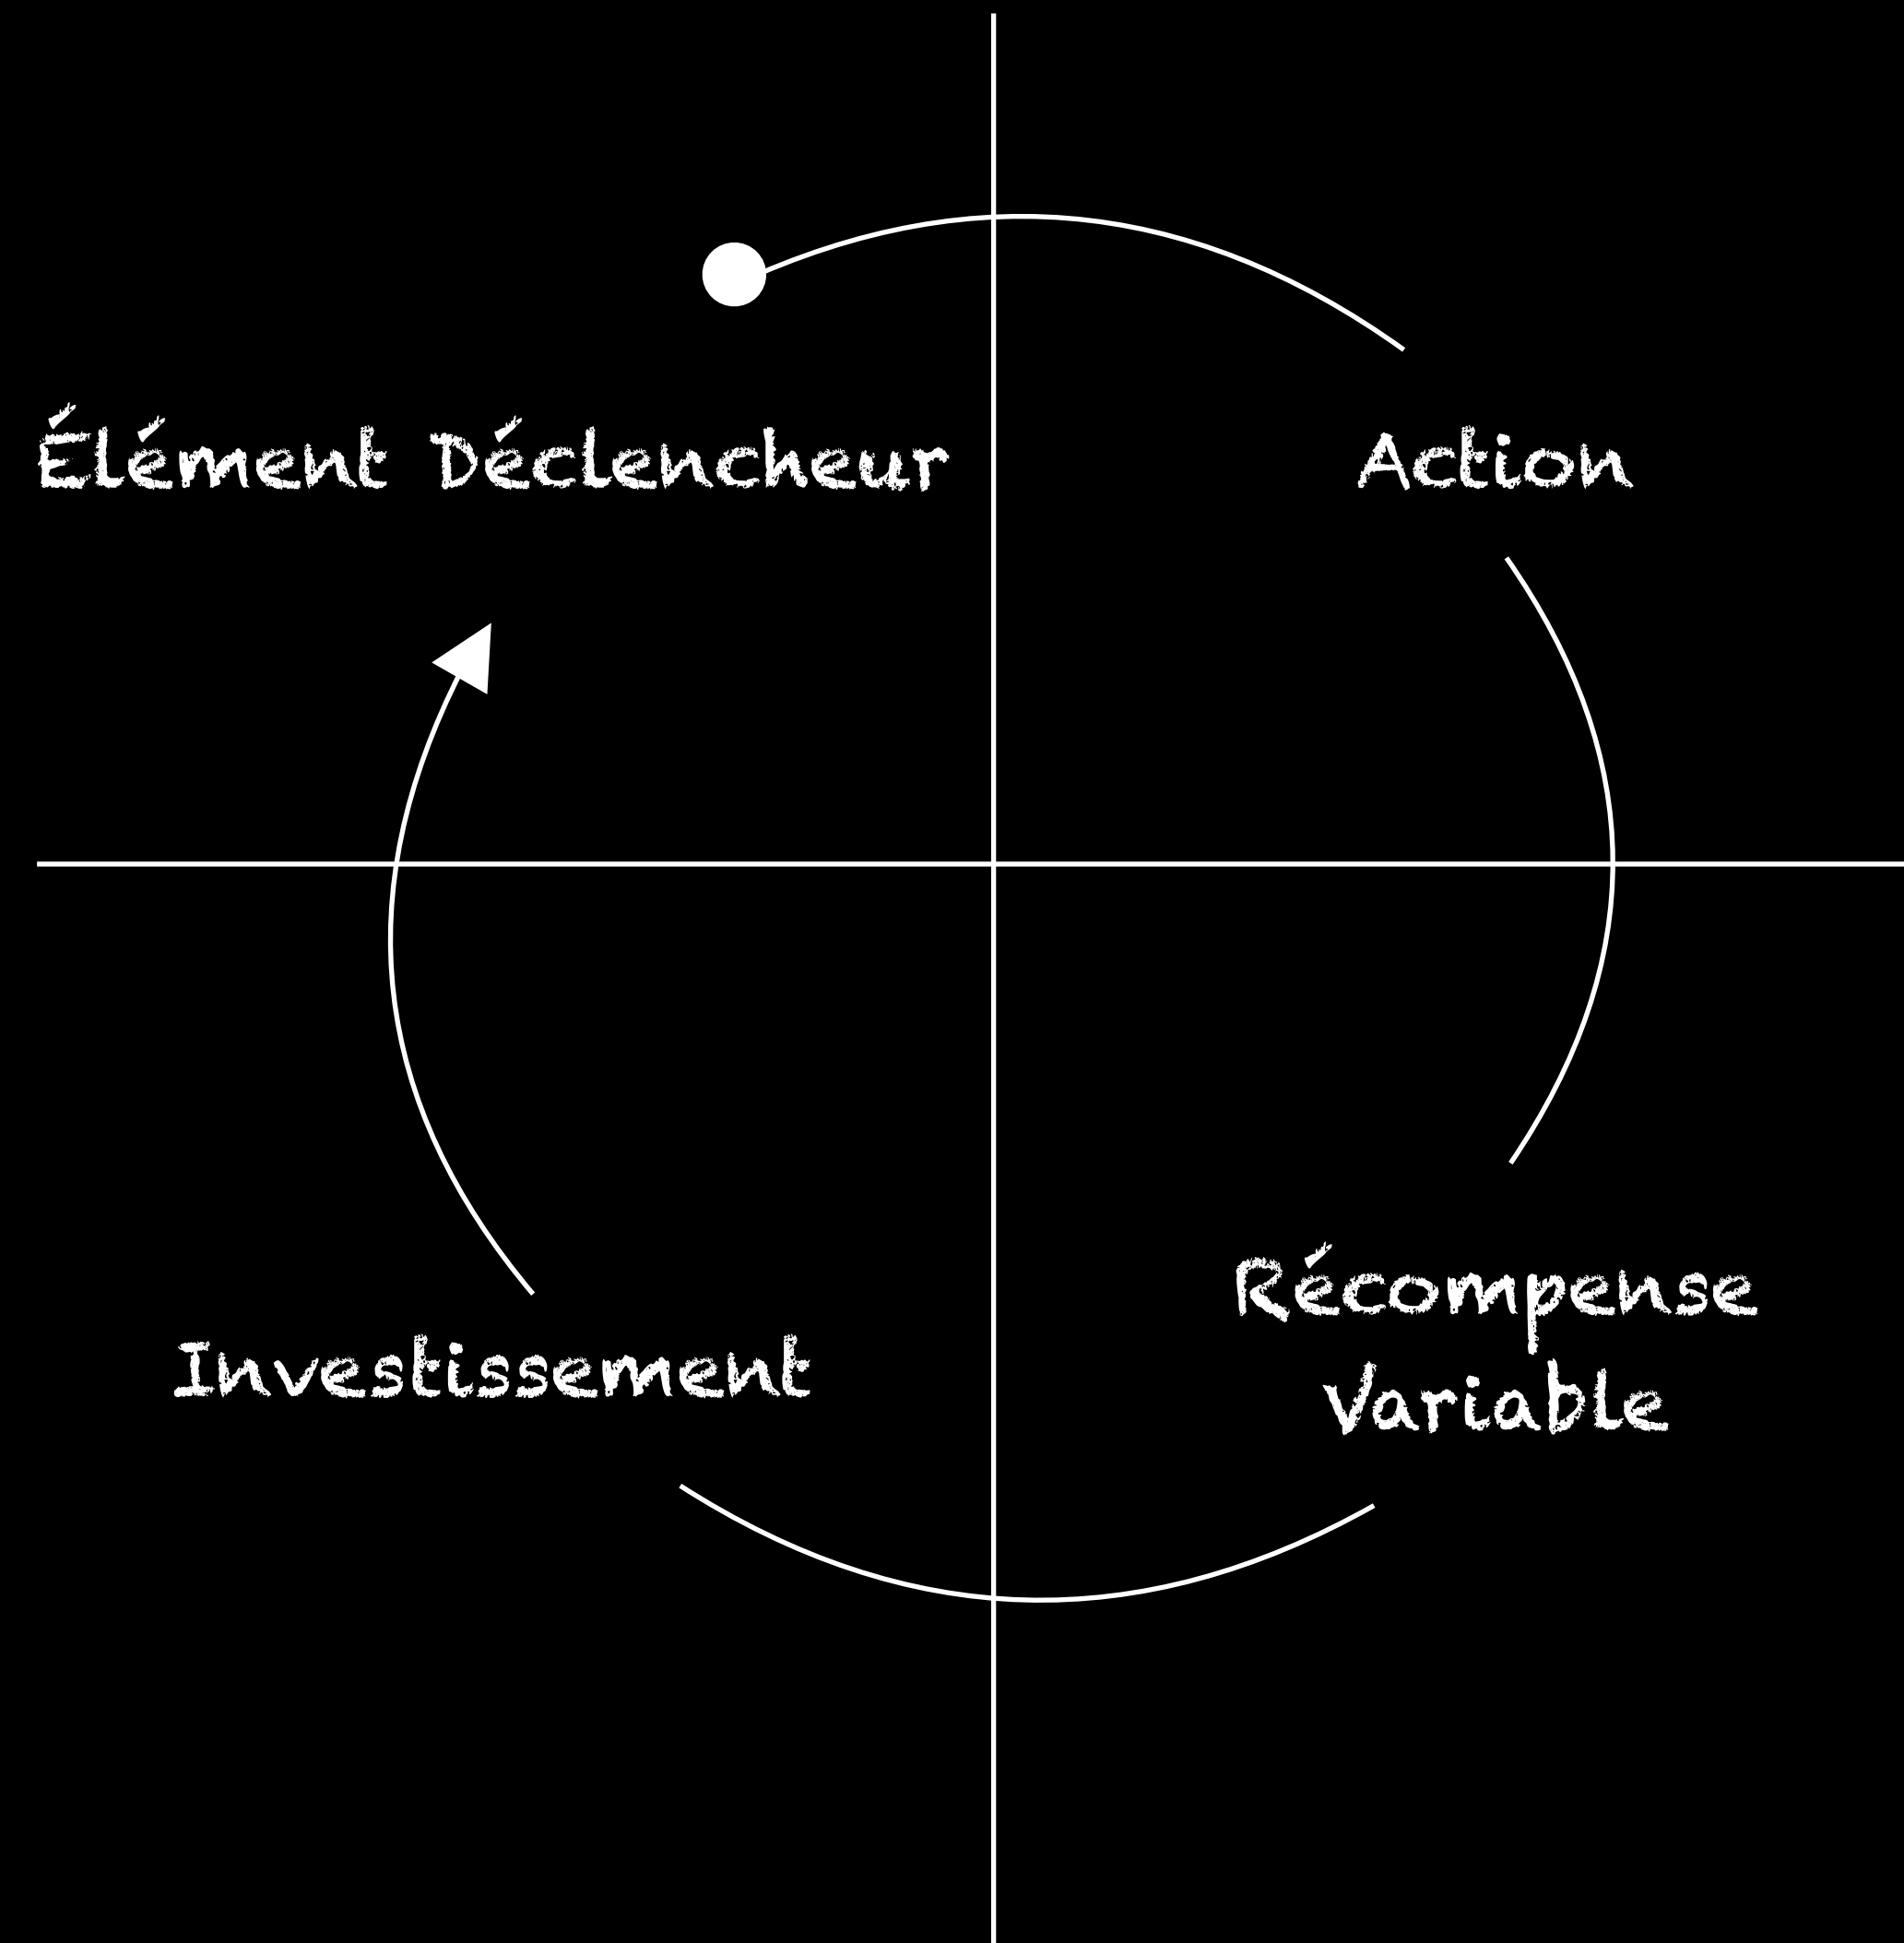 Élément Déclencheur
Action
Récompense
Variable
Investissement